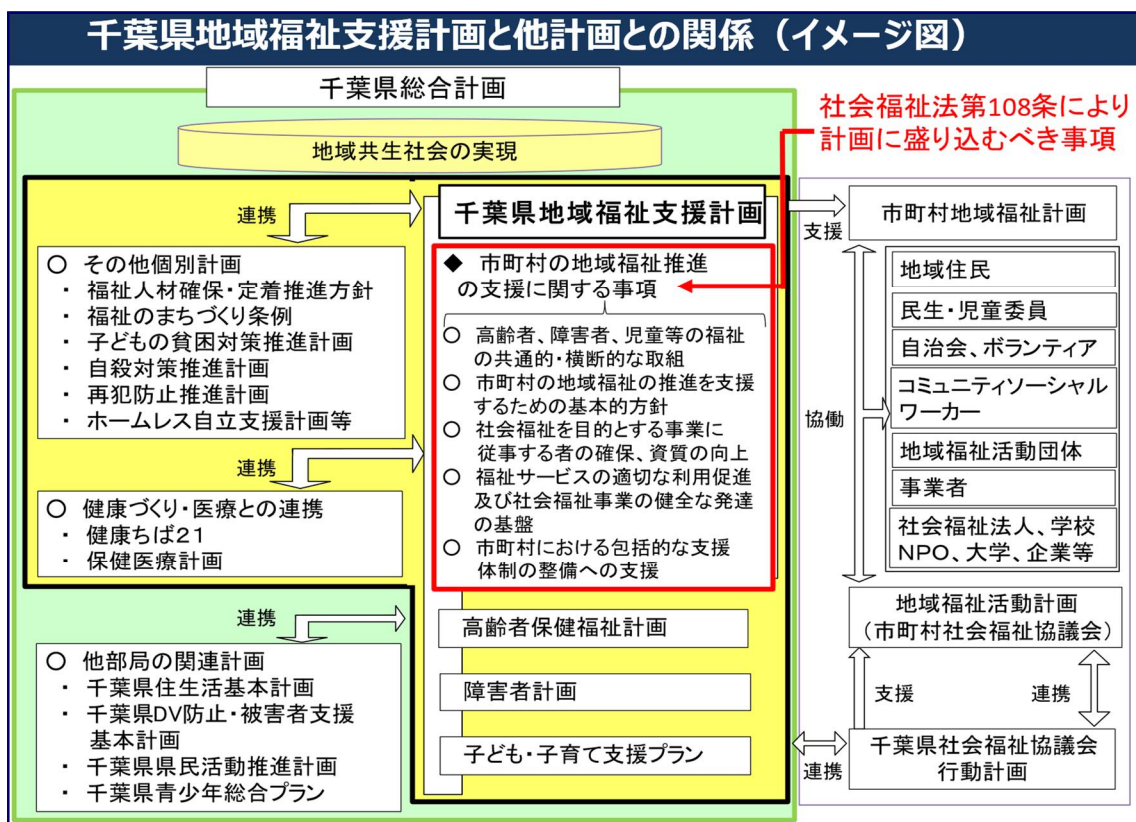 千葉県地域福祉支援計画と他計画との関係（イメージ図）
千葉県総合計画
地域共生社会の実現
社会福祉法第108条により
計画に盛り込むべき事項
連携
○ その他個別計画
・ 福祉人材確保・定着推進方針
・ 福祉のまちづくり条例
・ 子どもの貧困対策推進計画
・ 自殺対策推進計画
・ 再犯防止推進計画
・ ホームレス自立支援計画等
連携
○ 健康づくり・医療との連携
・ 健康ちば２１
・ 保健医療計画
連携
○ 他部局の関連計画
・ 千葉県住生活基本計画
・ 千葉県DV防止・被害者支援
基本計画
・ 千葉県県民活動推進計画
・ 千葉県青少年総合プラン
千葉県地域福祉支援計画
◆ 市町村の地域福祉推進
の支援に関する事項
○ 高齢者、障害者、児童等の福祉
の共通的・横断的な取組
○ 市町村の地域福祉の推進を支援
するための基本的方針
○ 社会福祉を目的とする事業に
従事する者の確保、資質の向上
○ 福祉サービスの適切な利用促進
及び社会福祉事業の健全な発達
の基盤
○ 市町村における包括的な支援
体制の整備への支援
高齢者保健福祉計画
障害者計画
子ども・子育て支援プラン
支援
市町村地域福祉計画
協働
地域住民
民生・児童委員
自治会、ボランティア
コミュニティソーシャル
ワーカー
地域福祉活動団体
事業者
社会福祉法人、学校
NPO、大学、企業等
地域福祉活動計画
（市町村社会福祉協議会）
支援
連携
連携
千葉県社会福祉協議会
行動計画